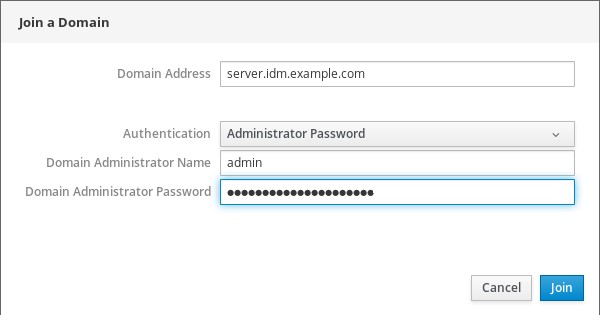 Join a Domain
Domain Address server.idm.example.com
Authentication Administrator Password
Domain Administrator Name admin
Domain Administrator Password ●●●●●●●●●●●●●●●●●●●●●
Cancel Join